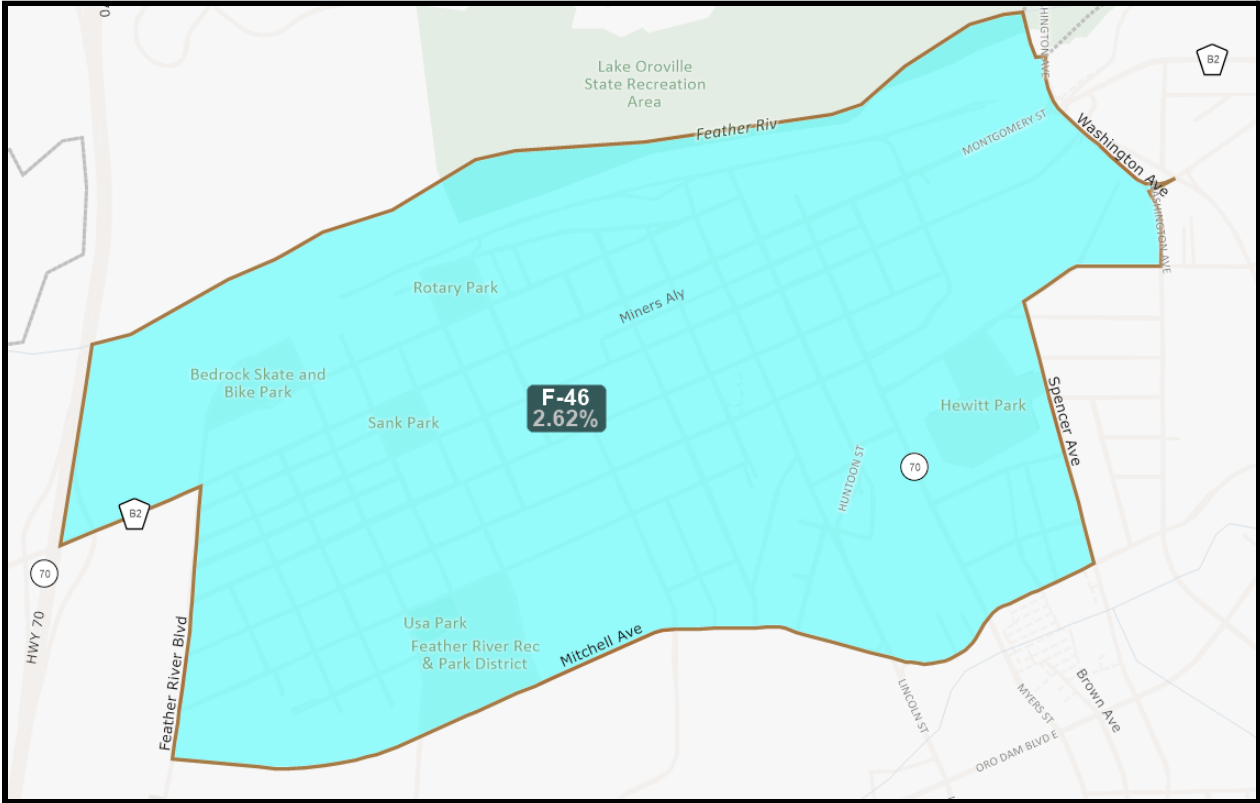 70
HINGTON AVE
B2
Lake Oroville
State Recreation
Area
Feather Riv
MONTGOMERY ST
Washington Ave
ASHINGTON AVE
Rotary Park
Miners Aly
Bedrock Skate and
Bike Park
F-46
2.62%
Sank Park
Hewitt Park
Spencer Ave
HUNTOON ST
70
B2
70
HWY 70
Feather River Blvd
Usa Park
Feather River Rec
& Park District
Mitchell Ave
LINCOLN ST
MYERS ST
Brown Ave
ORO DAM BLVD E